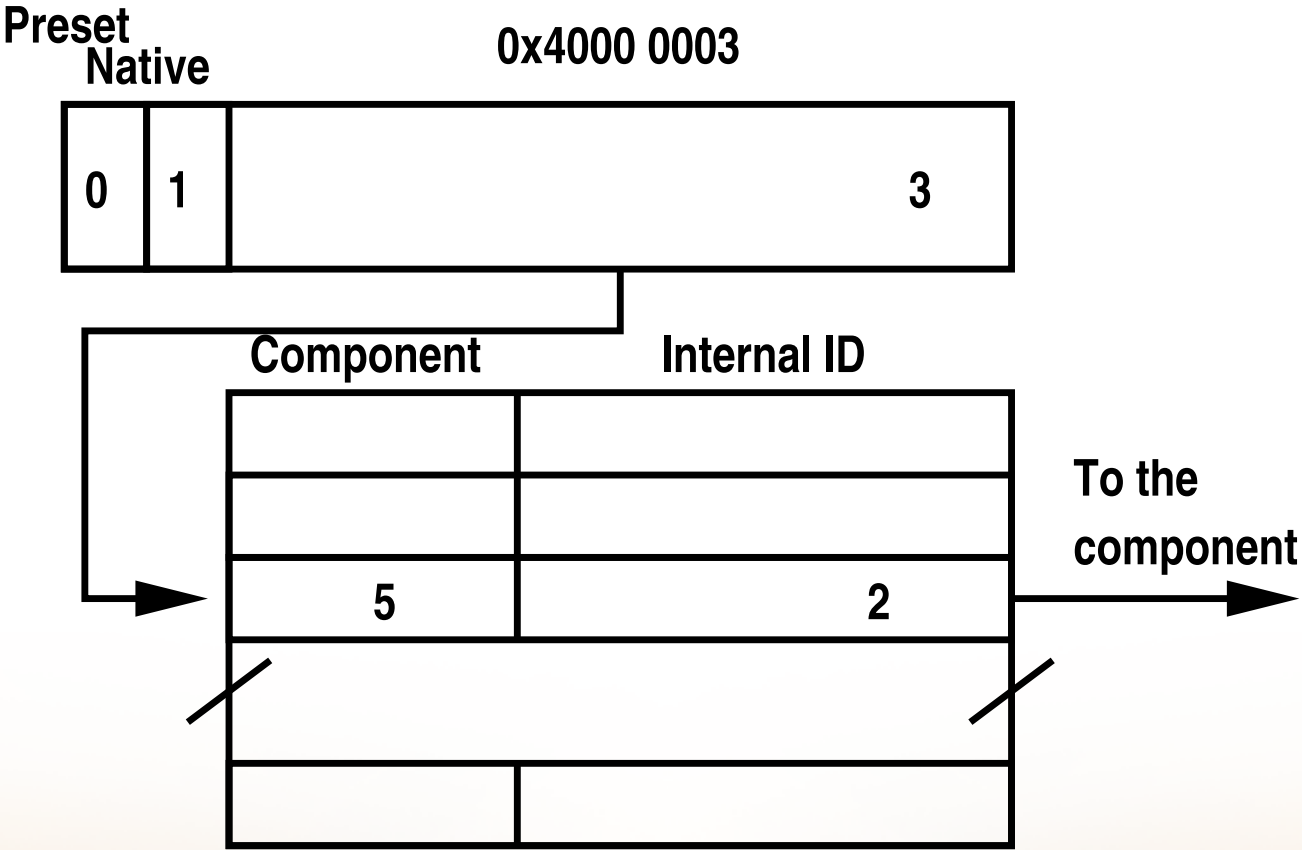 Preset
Native
0x4000 0003
0 1 3
Component Internal ID
To the
component
5 2